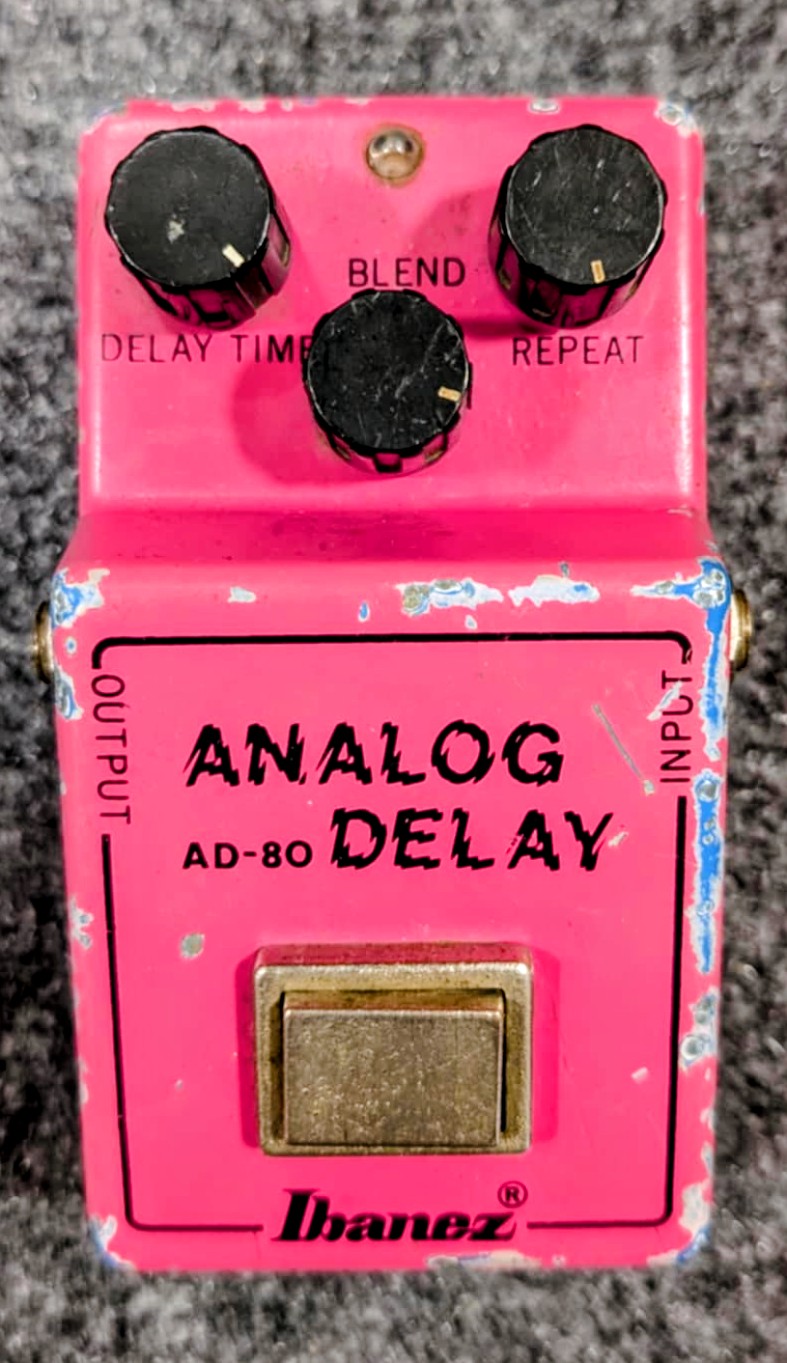 BLEND
DELAY TIME
REPEAT
OUTPUT
INPUT
ANALOG
AD-80 DELAY
Ibanez®